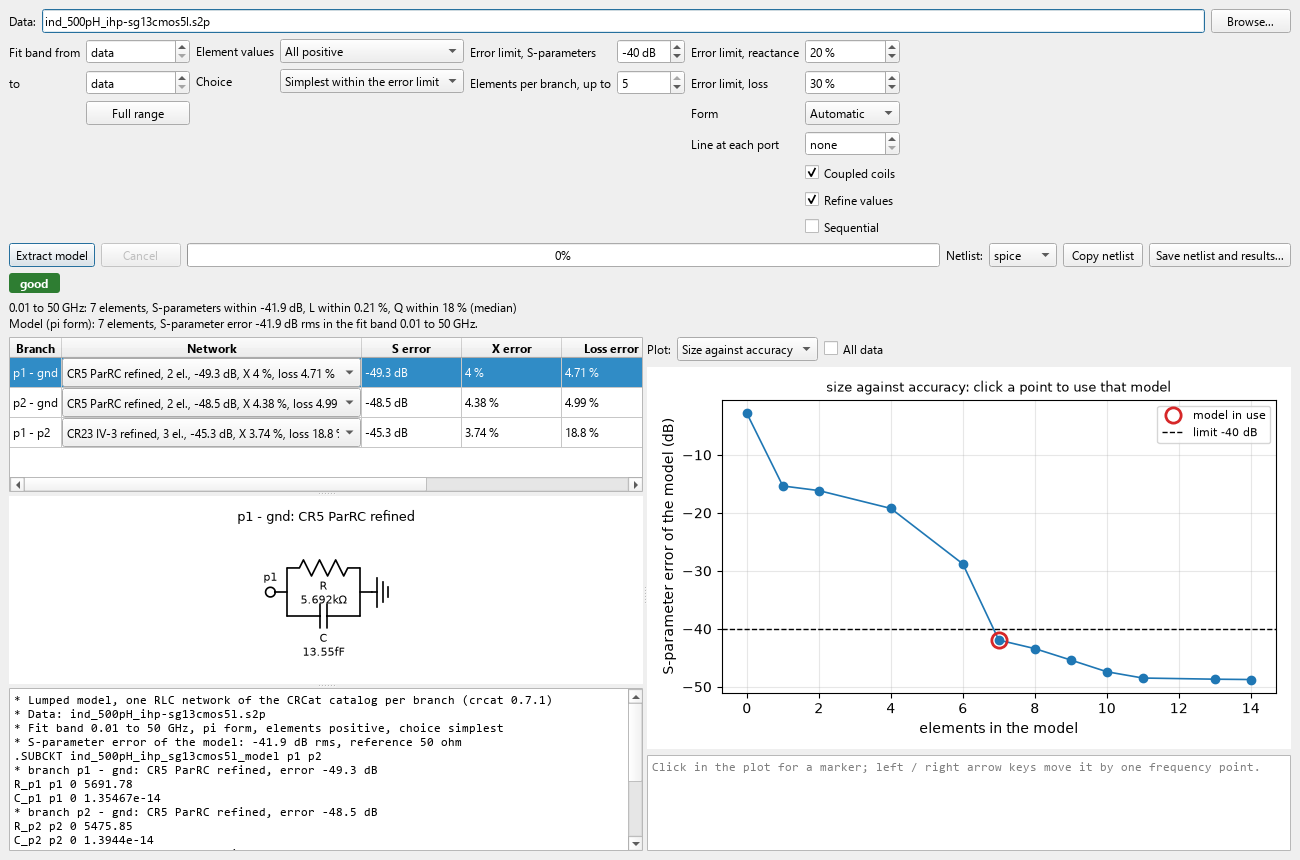 Data: ind_500pH_ihp-sg13cmos5l.s2p Browse...
Fit band from data Element values All positive Error limit, S-parameters -40 dB Error limit, reactance 20 %
to data Choice Simplest within the error limit Elements per branch, up to 5 Error limit, loss 30 %
Full range Form Automatic
Line at each port none
Coupled coils
Refine values
Sequential
Extract model Cancel 0% Netlist: spice Copy netlist Save netlist and results...
good
0.01 to 50 GHz: 7 elements, S-parameters within -41.9 dB, L within 0.21 %, Q within 18 % (median)
Model (pi form): 7 elements, S-parameter error -41.9 dB rms in the fit band 0.01 to 50 GHz.
Branch Network S error X error Loss error
p1 - gnd CR5 ParRC refined, 2 el., -49.3 dB, X 4 %, loss 4.71 % -49.3 dB 4 % 4.71 %
p2 - gnd CR5 ParRC refined, 2 el., -48.5 dB, X 4.38 %, loss 4.99 -48.5 dB 4.38 % 4.99 %
p1 - p2 CR23 IV-3 refined, 3 el., -45.3 dB, X 3.74 %, loss 18.8 % -45.3 dB 3.74 % 18.8 %
p1 - gnd: CR5 ParRC refined
p1
R
5.692kΩ
C
13.55fF
* Lumped model, one RLC network of the CRCat catalog per branch (crcat 0.7.1)
* Data: ind_500pH_ihp-sg13cmos5l.s2p
* Fit band 0.01 to 50 GHz, pi form, elements positive, choice simplest
* S-parameter error of the model: -41.9 dB rms, reference 50 ohm
.SUBCKT ind_500pH_ihp_sg13cmos5l_model p1 p2
* branch p1 - gnd: CR5 ParRC refined, error -49.3 dB
R_p1 p1 0 5691.78
C_p1 p1 0 1.35467e-14
* branch p2 - gnd: CR5 ParRC refined, error -48.5 dB
R_p2 p2 0 5475.85
C_p2 p2 0 1.3944e-14
Plot: Size against accuracy All data
size against accuracy: click a point to use that model
model in use
limit -40 dB
S-parameter error of the model (dB)
−10
−20
−30
−40
−50
0 2 4 6 8 10 12 14
elements in the model
Click in the plot for a marker; left / right arrow keys move it by one frequency point.